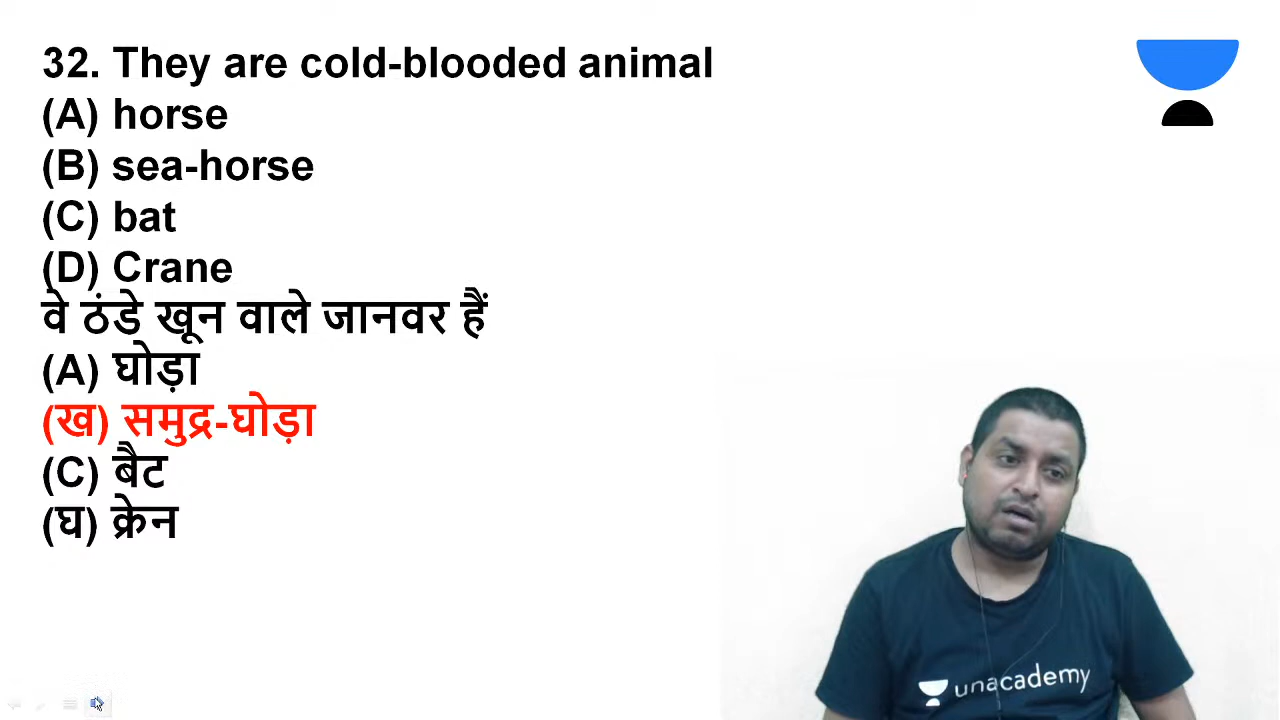 32. They are cold-blooded animal
(A) horse
(B) sea-horse
(C) bat
(D) Crane
वे ठंडे खून वाले जानवर हैं
(A) घोड़ा
(ख) समुद्र-घोड़ा
(C) बैट
(घ) क्रेन
unacademy